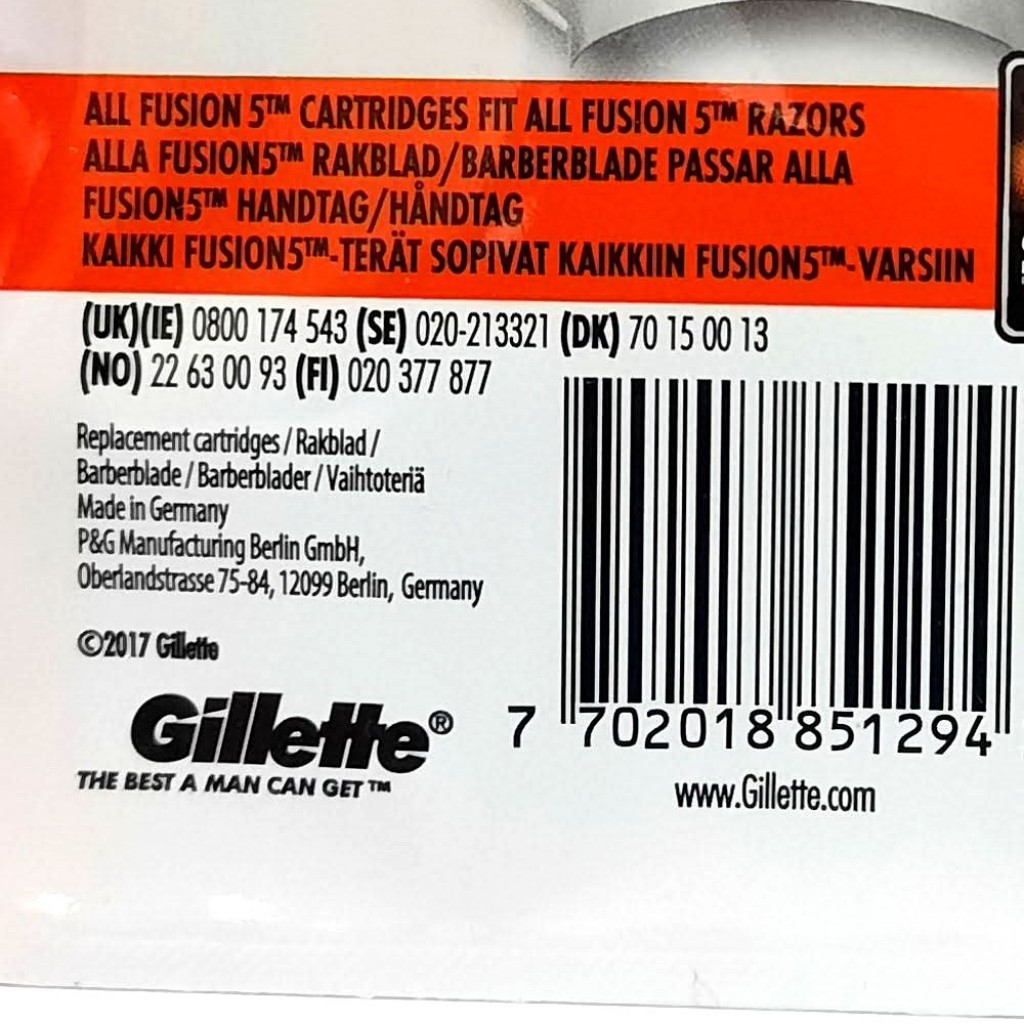 ALL FUSION 5™ CARTRIDGES FIT ALL FUSION 5™ RAZORS
ALLA FUSION5™ RAKBLAD/BARBERBLADE PASSAR ALLA
FUSION5™ HANDTAG/HÅNDTAG
KAIKKI FUSION5™-TERÄT SOPIVAT KAIKKIIN FUSION5™-VARSIIN
(UK)(IE) 0800 174 543 (SE) 020-213321 (DK) 70 15 00 13
(NO) 22 63 00 93 (FI) 020 377 877
Replacement cartridges / Rakblad /
Barberblade / Barberblader / Vaihtoteriä
Made in Germany
P&G Manufacturing Berlin GmbH,
Oberlandstrasse 75-84, 12099 Berlin, Germany
©2017 Gillette
Gillette®
THE BEST A MAN CAN GET™
7 702018 851294
www.Gillette.com